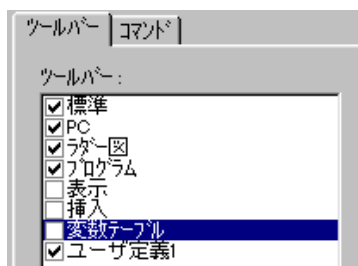 ツールバー
コマンド
ツールバー:
標準
PC
ラダー図
プログラム
表示
挿入
変数テーブル
ユーザ定義1